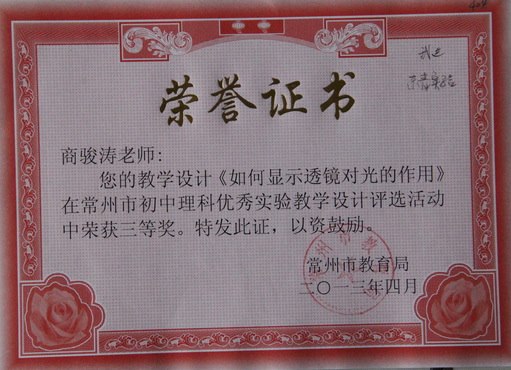 荣誉证书
商骏涛老师：
您的教学设计《如何显示透镜对光的作用》
在常州市初中理科优秀实验教学设计评选活动
中荣获三等奖。特发此证，以资鼓励。
常州市教育局
二〇一三年四月